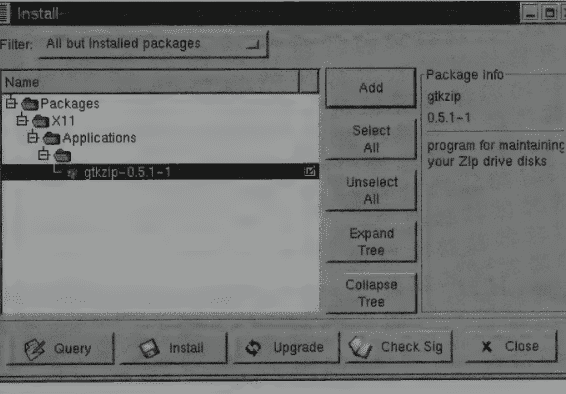 Install
Filter: All but installed packages
Name
Packages
X11
Applications
gtkzip-0.5.1-1
Add
Select
All
Unselect
All
Expand
Tree
Collapse
Tree
Package Info
gtkzip
0.5.1-1
program for maintaining
your Zip drive disks
Query
Install
Upgrade
Check Sig
Close